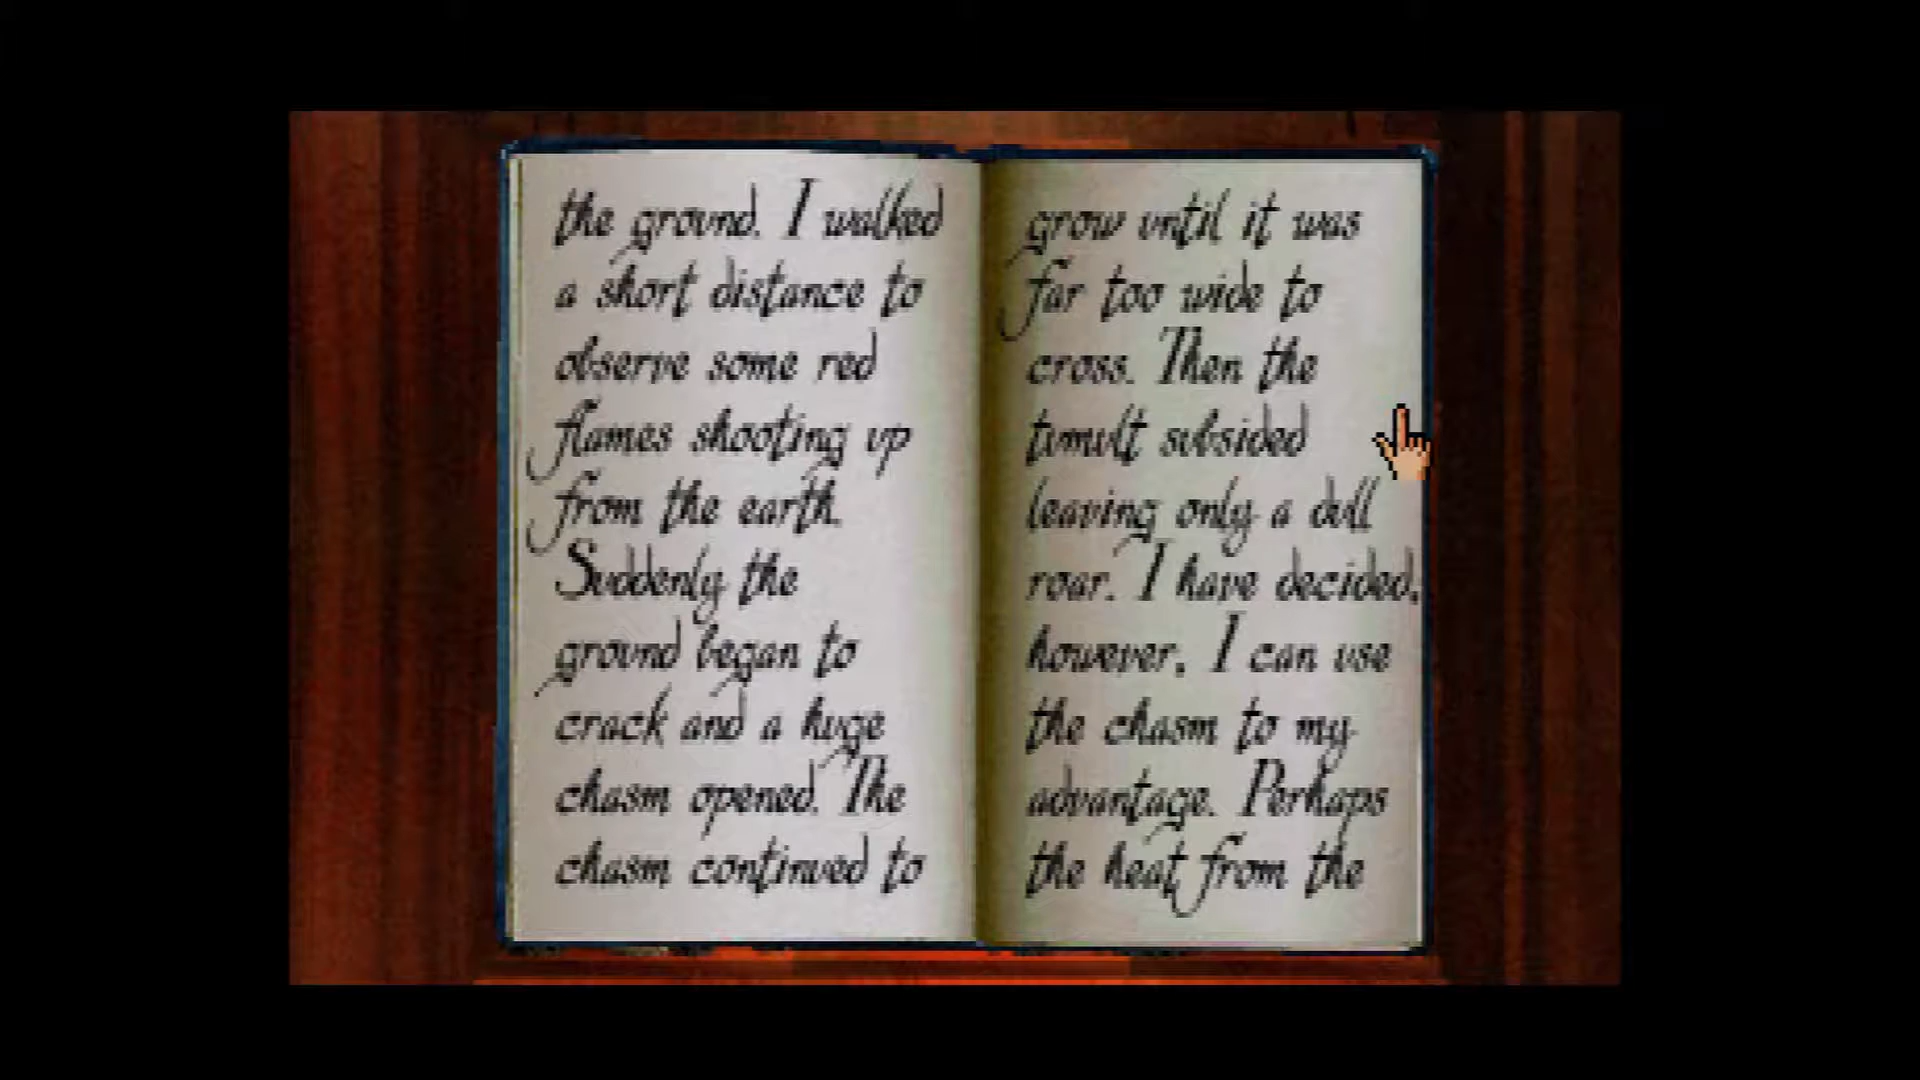 the ground. I walked
a short distance to
observe some red
flames shooting up
from the earth.
Suddenly the
ground began to
crack and a huge
chasm opened. The
chasm continued to
grow until it was
far too wide to
cross. Then the
tumult subsided
leaving only a dull
roar. I have decided,
however, I can use
the chasm to my
advantage. Perhaps
the heat from the